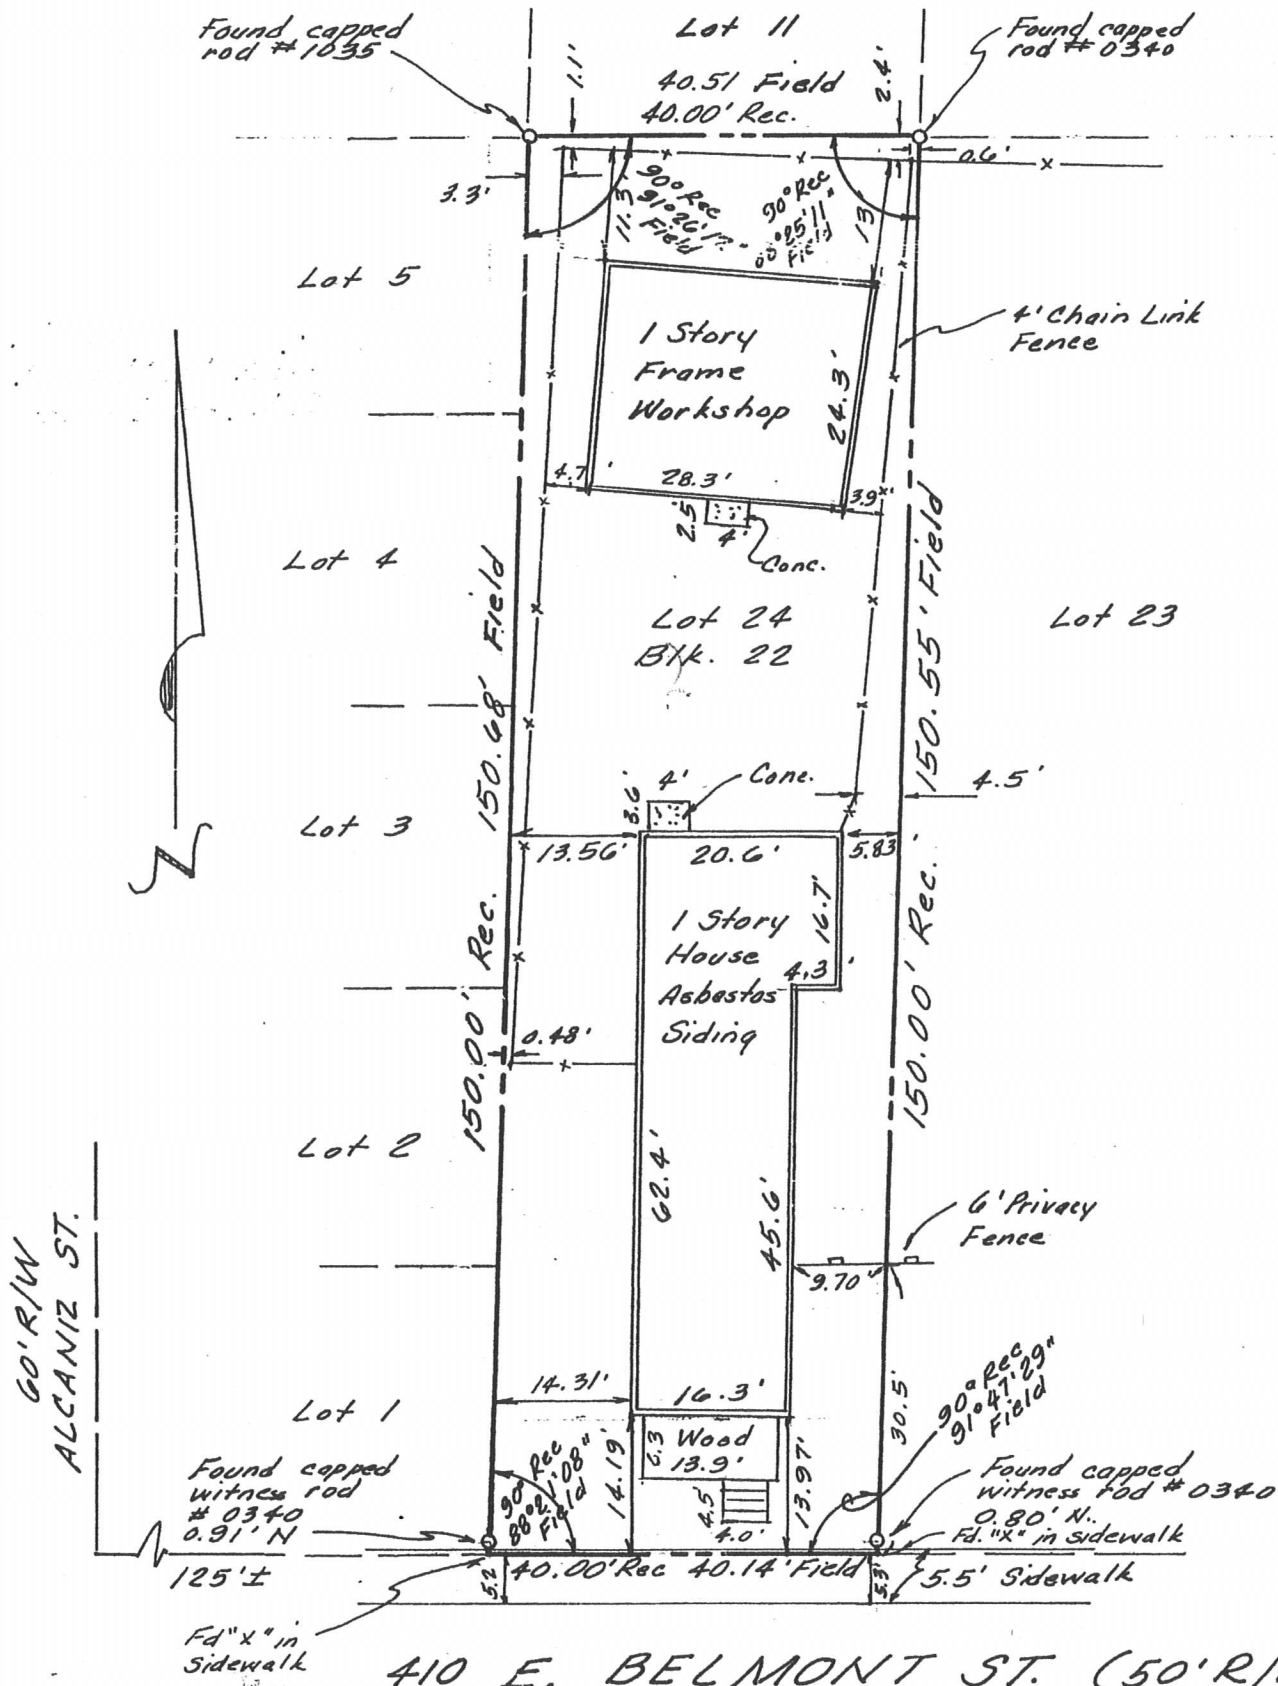 Found capped
rod # 1035
Lot 11
Found capped
rod # 0340
1.1'
40.51 Field
40.00' Rec.
2.4'
3.3'
0.6'
11.3
90° Rec
91°26'17"
Field
90° Rec
25'11"
Field
13'
Lot 5
1 Story
Frame
Workshop
24.3'
4' Chain Link
Fence
4.7'
28.3'
3.9'
2.5'
4'
Conc.
Lot 4
150.68' Field
Lot 24
Blk. 22
150.55' Field
Lot 23
4.5'
3.6'
4'
Conc.
Lot 3
13.56'
20.6'
5.83'
150.00' Rec.
1 Story
House
Asbestos
Siding
16.7'
4.3'
150.00' Rec.
0.48'
Lot 2
62.4'
45.6'
6' Privacy
Fence
9.70'
60' R/W
ALCANIZ ST.
Lot 1
14.31'
16.3'
30.5'
90° Rec
91°47'29"
Field
Found capped
witness rod
# 0340
0.91' N
90° Rec
88°21'08"
Field
14.19'
6.3
Wood
13.9'
4.5'
4.0'
13.97'
Found capped
witness rod # 0340
0.80' N.
Fd. "X" in sidewalk
125'±
5.2'
40.00' Rec 40.14' Field
5.3'
5.5' Sidewalk
Fd "X" in
Sidewalk
410 E. BELMONT ST. (50' R/